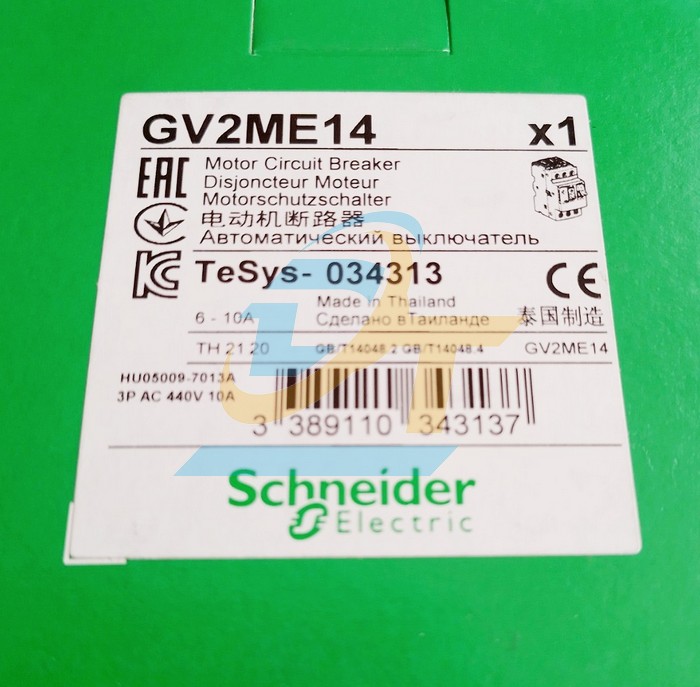 GV2ME14 x1
EAC
Motor Circuit Breaker
Disjoncteur Moteur
Motorschutzschalter
电动机断路器
Автоматический выключатель
TeSys- 034313 CE
Made in Thailand
6 - 10A Сделано вТаиланде 泰国制造
TH 21 20 GB/T14048.2 GB/T14048.4 GV2ME14
HU05009-7013A
3P AC 440V 10A
3 389110 343137
Schneider
Electric